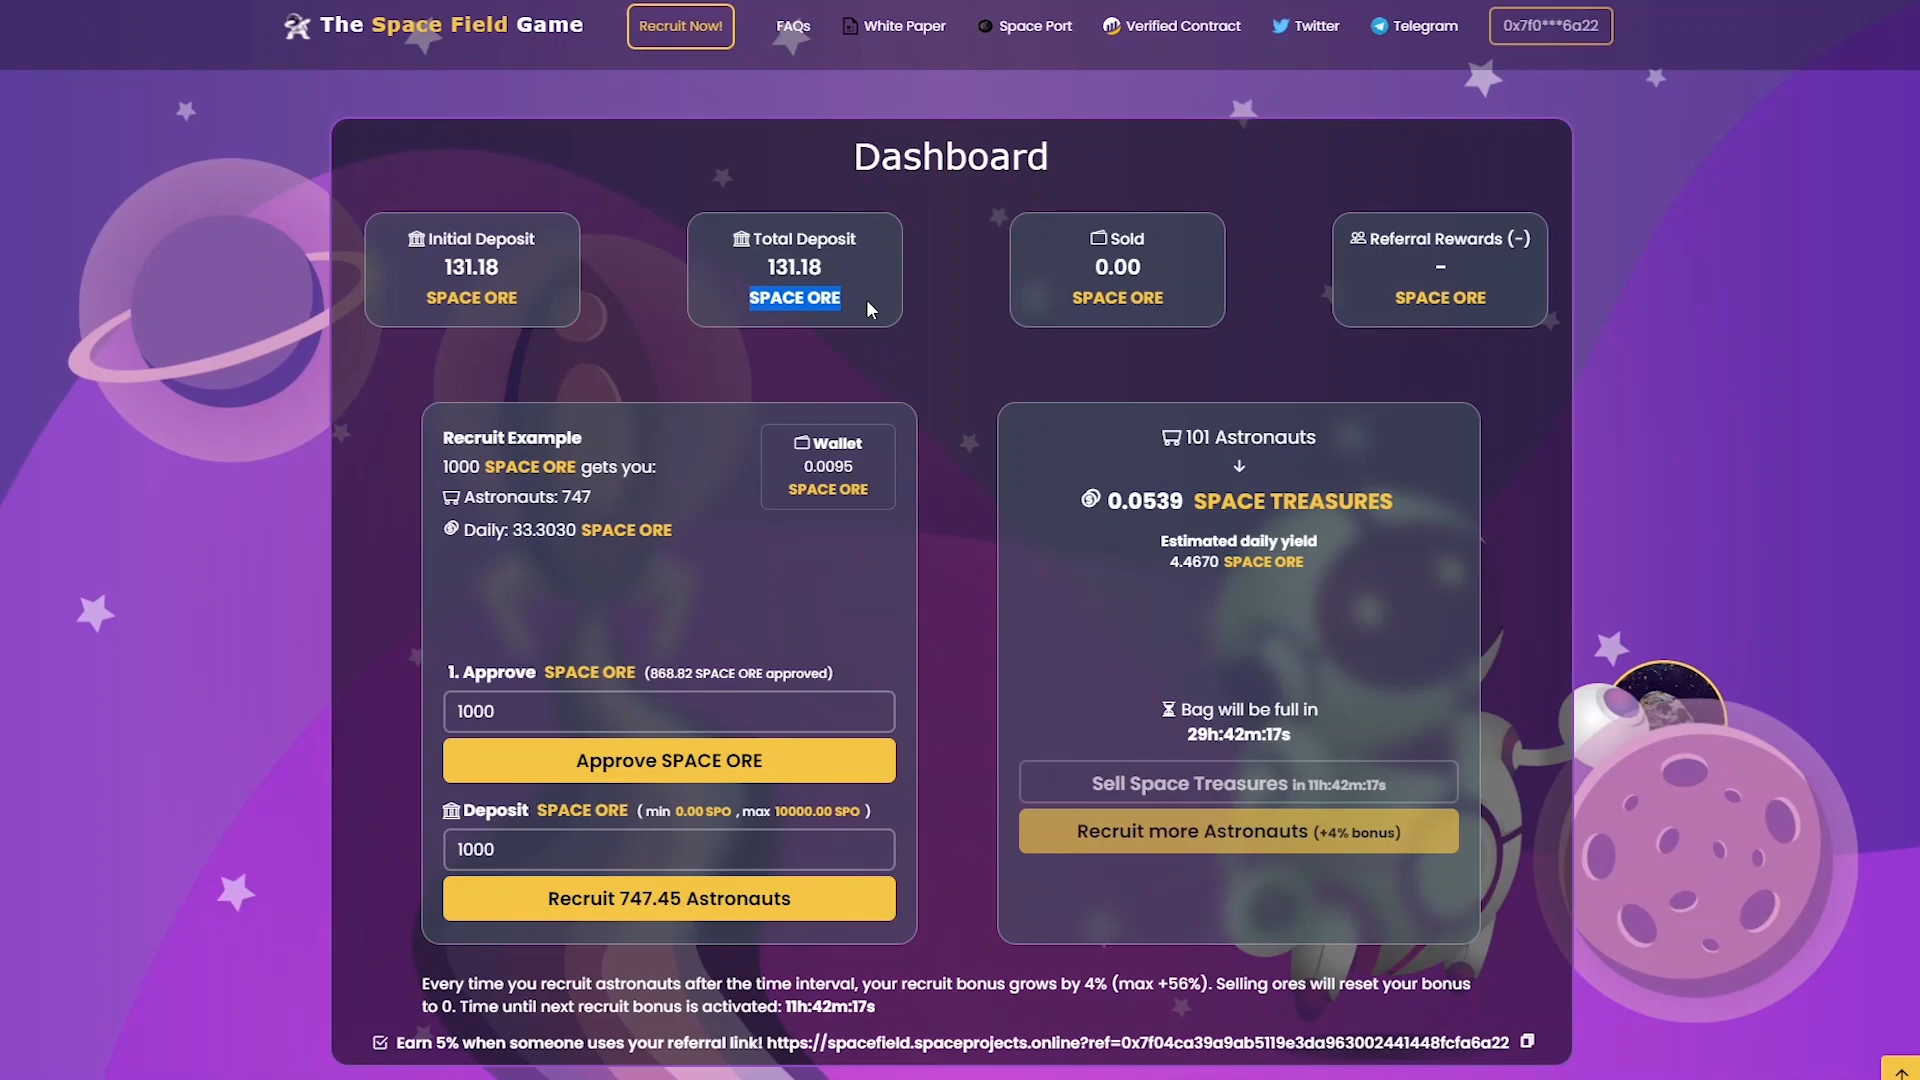 The Space Field Game
Recruit Now!
FAQs
White Paper
Space Port
Verified Contract
Twitter
Telegram
0x7f0***6a22
Dashboard
Initial Deposit
131.18
SPACE ORE
Total Deposit
131.18
SPACE ORE
Sold
0.00
SPACE ORE
Referral Rewards (-)
-
SPACE ORE
Recruit Example
1000 SPACE ORE gets you:
Astronauts: 747
Daily: 33.3030 SPACE ORE
Wallet
0.0095
SPACE ORE
1. Approve SPACE ORE (868.82 SPACE ORE approved)
1000
Approve SPACE ORE
Deposit SPACE ORE ( min 0.00 SPO , max 10000.00 SPO )
1000
Recruit 747.45 Astronauts
101 Astronauts
↓
0.0539 SPACE TREASURES
Estimated daily yield
4.4670 SPACE ORE
Bag will be full in
29h:42m:17s
Sell Space Treasures in 11h:42m:17s
Recruit more Astronauts (+4% bonus)
Every time you recruit astronauts after the time interval, your recruit bonus grows by 4% (max +56%). Selling ores will reset your bonus
to 0. Time until next recruit bonus is activated: 11h:42m:17s
Earn 5% when someone uses your referral link! https://spacefield.spaceprojects.online?ref=0x7f04ca39a9ab5119e3da963002441448fcfa6a22